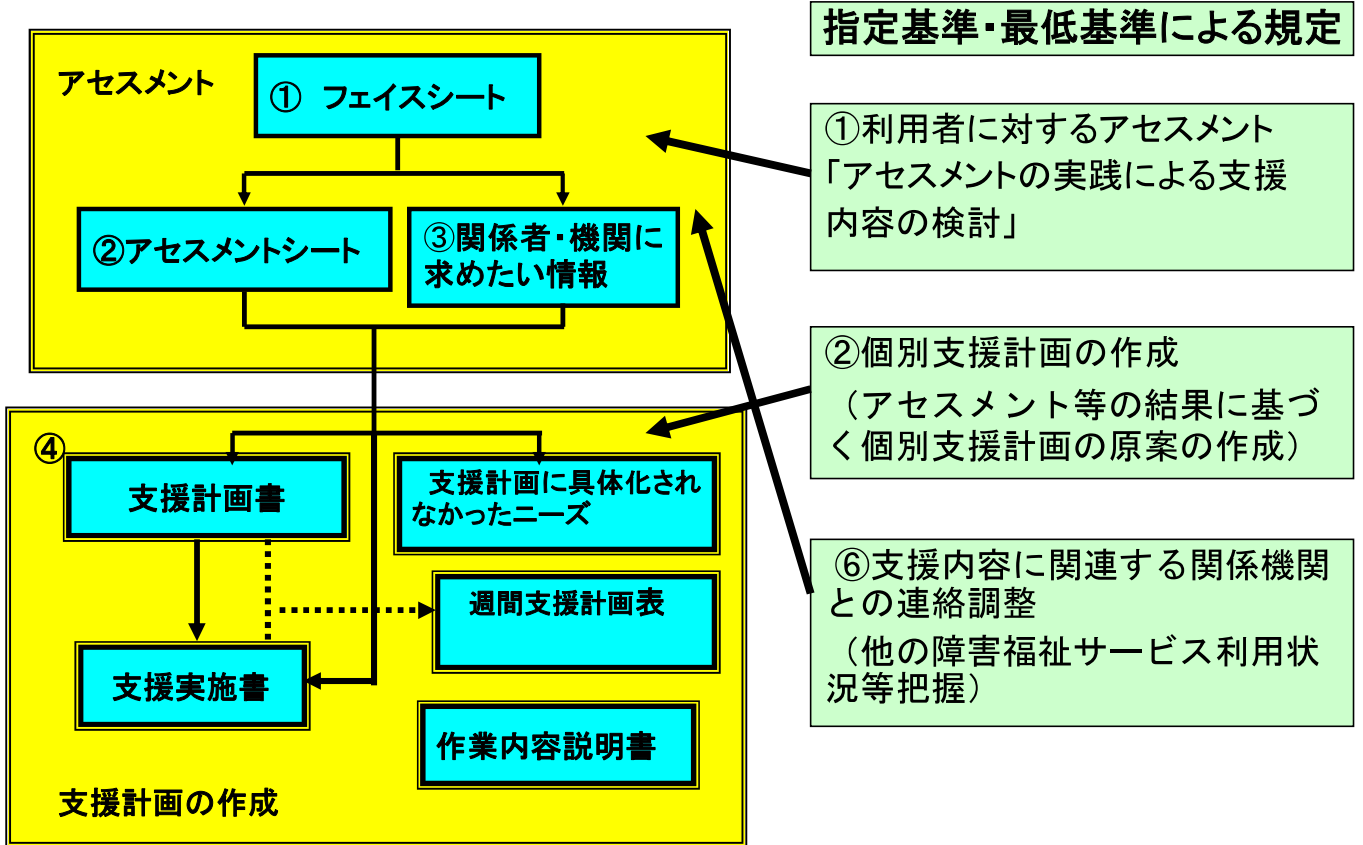 指定基準・最低基準による規定
アセスメント
① フェイスシート
②アセスメントシート
③関係者・機関に
求めたい情報
①利用者に対するアセスメント
「アセスメントの実践による支援
内容の検討」
②個別支援計画の作成
（アセスメント等の結果に基づ
く個別支援計画の原案の作成）
④
支援計画書
支援計画に具体化され
なかったニーズ
週間支援計画表
支援実施書
作業内容説明書
支援計画の作成
⑥支援内容に関連する関係機関
との連絡調整
（他の障害福祉サービス利用状
況等把握）